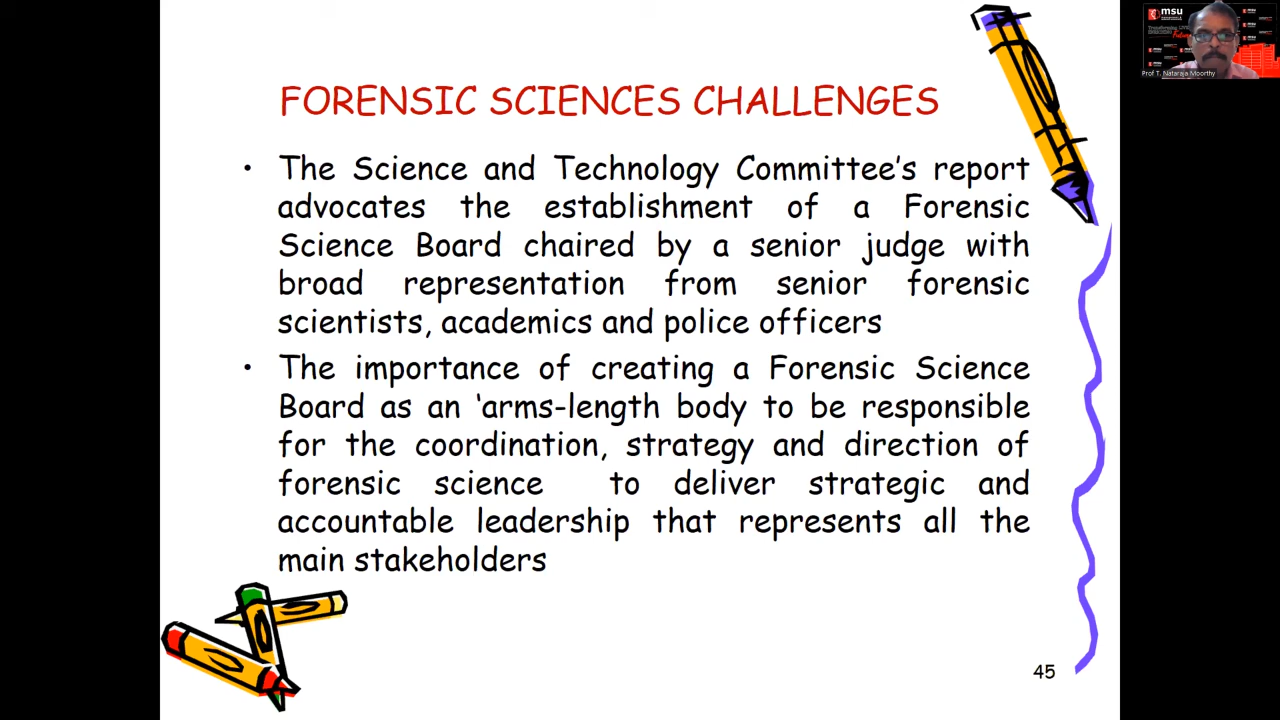 FORENSIC SCIENCES CHALLENGES
• The Science and Technology Committee’s report
advocates the establishment of a Forensic
Science Board chaired by a senior judge with
broad representation from senior forensic
scientists, academics and police officers
• The importance of creating a Forensic Science
Board as an ‘arms-length body to be responsible
for the coordination, strategy and direction of
forensic science to deliver strategic and
accountable leadership that represents all the
main stakeholders
45
msu
msu
Prof T. Nataraja Moorthy